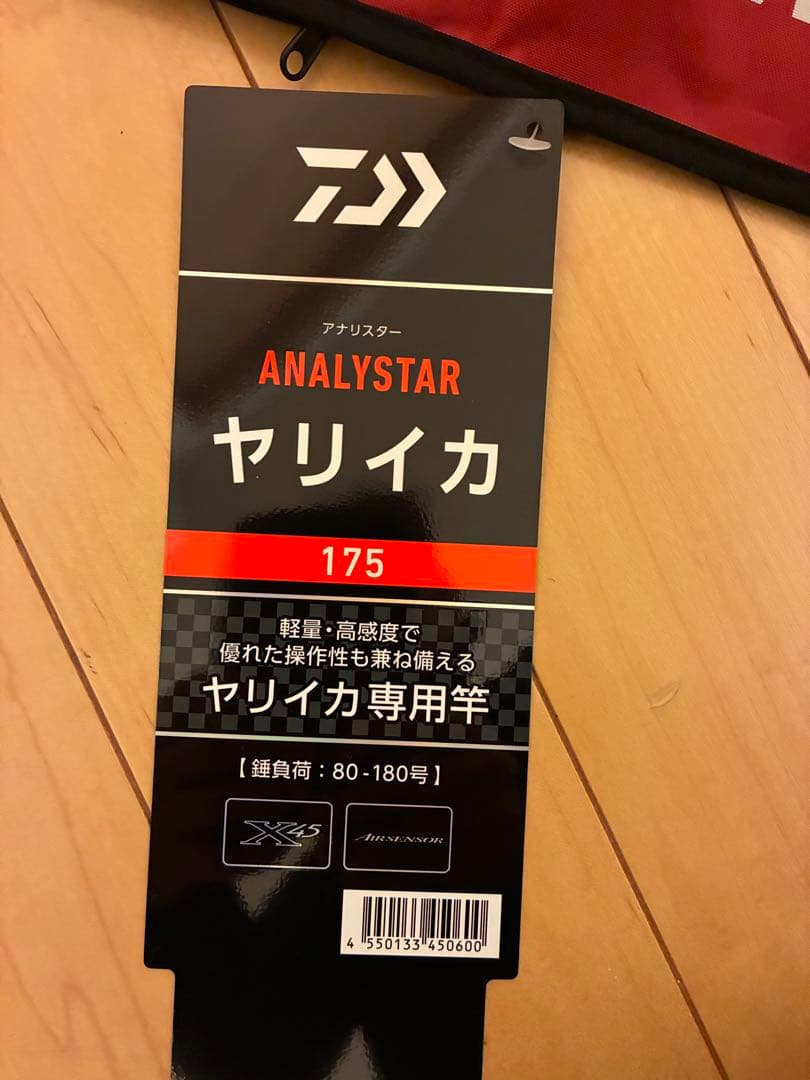 アナリスター
ANALYSTAR
ヤリイカ
175
軽量・高感度で
優れた操作性も兼ね備える
ヤリイカ専用竿
【錘負荷：80-180号】
X45
AIRSENSOR
4 550133 450600